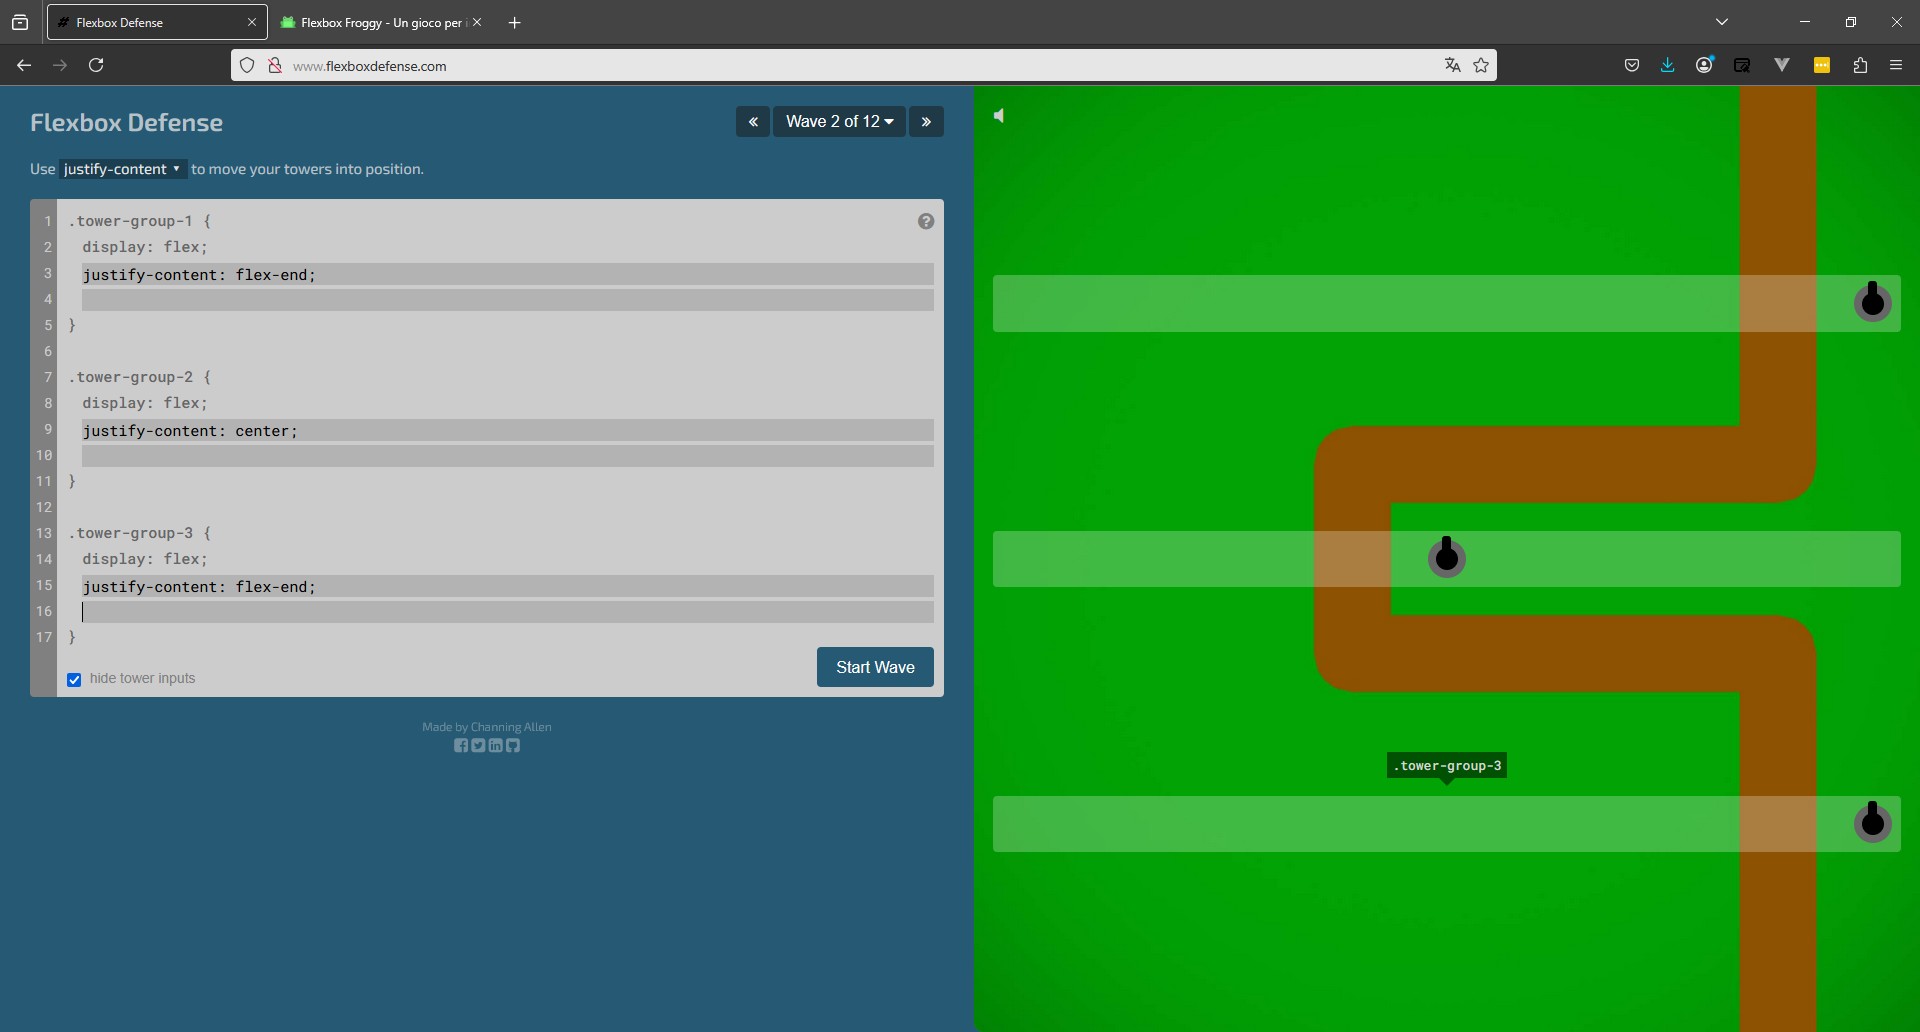 Flexbox Defense
Flexbox Froggy - Un gioco per i
www.flexboxdefense.com
Flexbox Defense
« Wave 2 of 12 »
Use justify-content to move your towers into position.
1 .tower-group-1 {
2 display: flex;
3 justify-content: flex-end;
4
5 }
6
7 .tower-group-2 {
8 display: flex;
9 justify-content: center;
10
11 }
12
13 .tower-group-3 {
14 display: flex;
15 justify-content: flex-end;
16
17 }
Start Wave
hide tower inputs
Made by Channing Allen
.tower-group-3